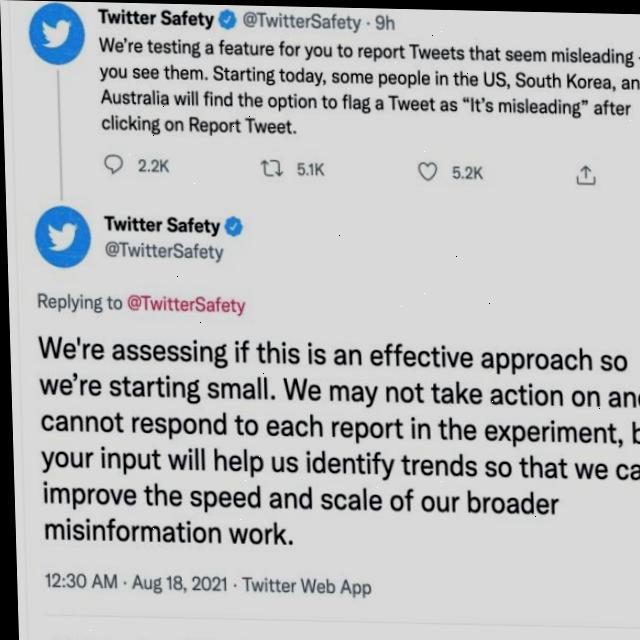 Twitter Safety @TwitterSafety · 9h
We're testing a feature for you to report Tweets that seem misleading -
you see them. Starting today, some people in the US, South Korea, an
Australia will find the option to flag a Tweet as “It's misleading” after
clicking on Report Tweet.
2.2K 5.1K 5.2K
Twitter Safety
@TwitterSafety
Replying to @TwitterSafety
We're assessing if this is an effective approach so
we're starting small. We may not take action on an
cannot respond to each report in the experiment, b
your input will help us identify trends so that we ca
improve the speed and scale of our broader
misinformation work.
12:30 AM · Aug 18, 2021 · Twitter Web App